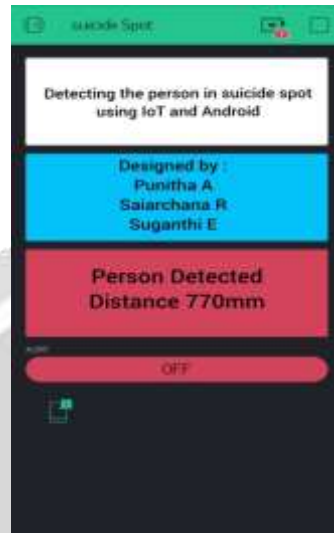 suicide Spot
Detecting the person in suicide spot
using IoT and Android
Designed by :
Punitha A
Saiarchana R
Suganthi E
Person Detected
Distance 770mm
OFF